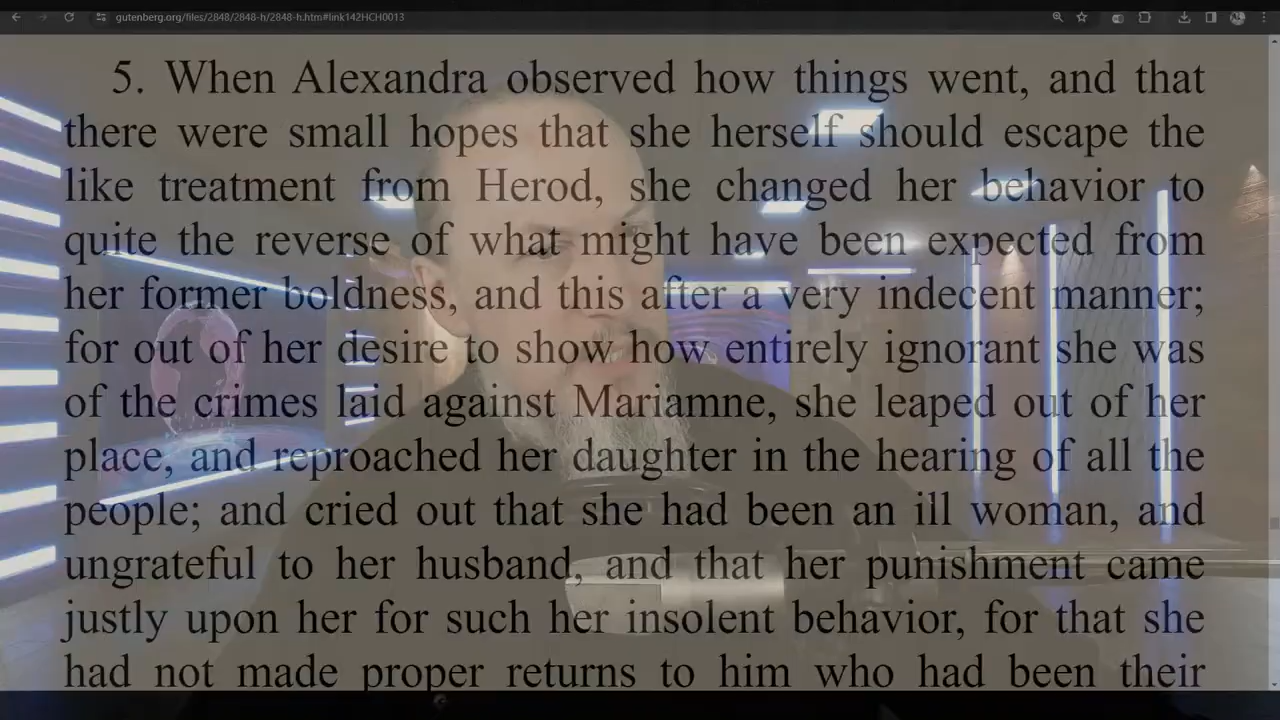 gutenberg.org/files/2848/2848-h/2848-h.htm#link142HCH0013
5. When Alexandra observed how things went, and that
there were small hopes that she herself should escape the
like treatment from Herod, she changed her behavior to
quite the reverse of what might have been expected from
her former boldness, and this after a very indecent manner;
for out of her desire to show how entirely ignorant she was
of the crimes laid against Mariamne, she leaped out of her
place, and reproached her daughter in the hearing of all the
people; and cried out that she had been an ill woman, and
ungrateful to her husband, and that her punishment came
justly upon her for such her insolent behavior, for that she
had not made proper returns to him who had been their